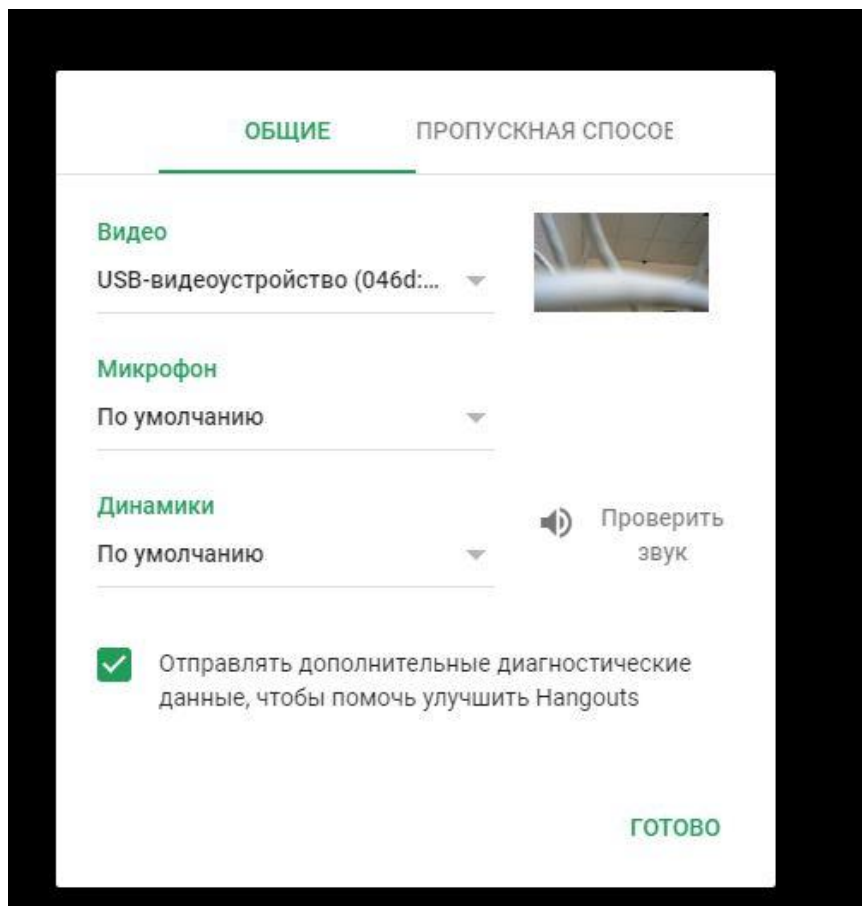 ОБЩИЕ
ПРОПУСКНАЯ СПОСОБ
Видео
USB-видеоустройство (046d:...
Микрофон
По умолчанию
Динамики
По умолчанию
Проверить
звук
Отправлять дополнительные диагностические
данные, чтобы помочь улучшить Hangouts
ГОТОВО